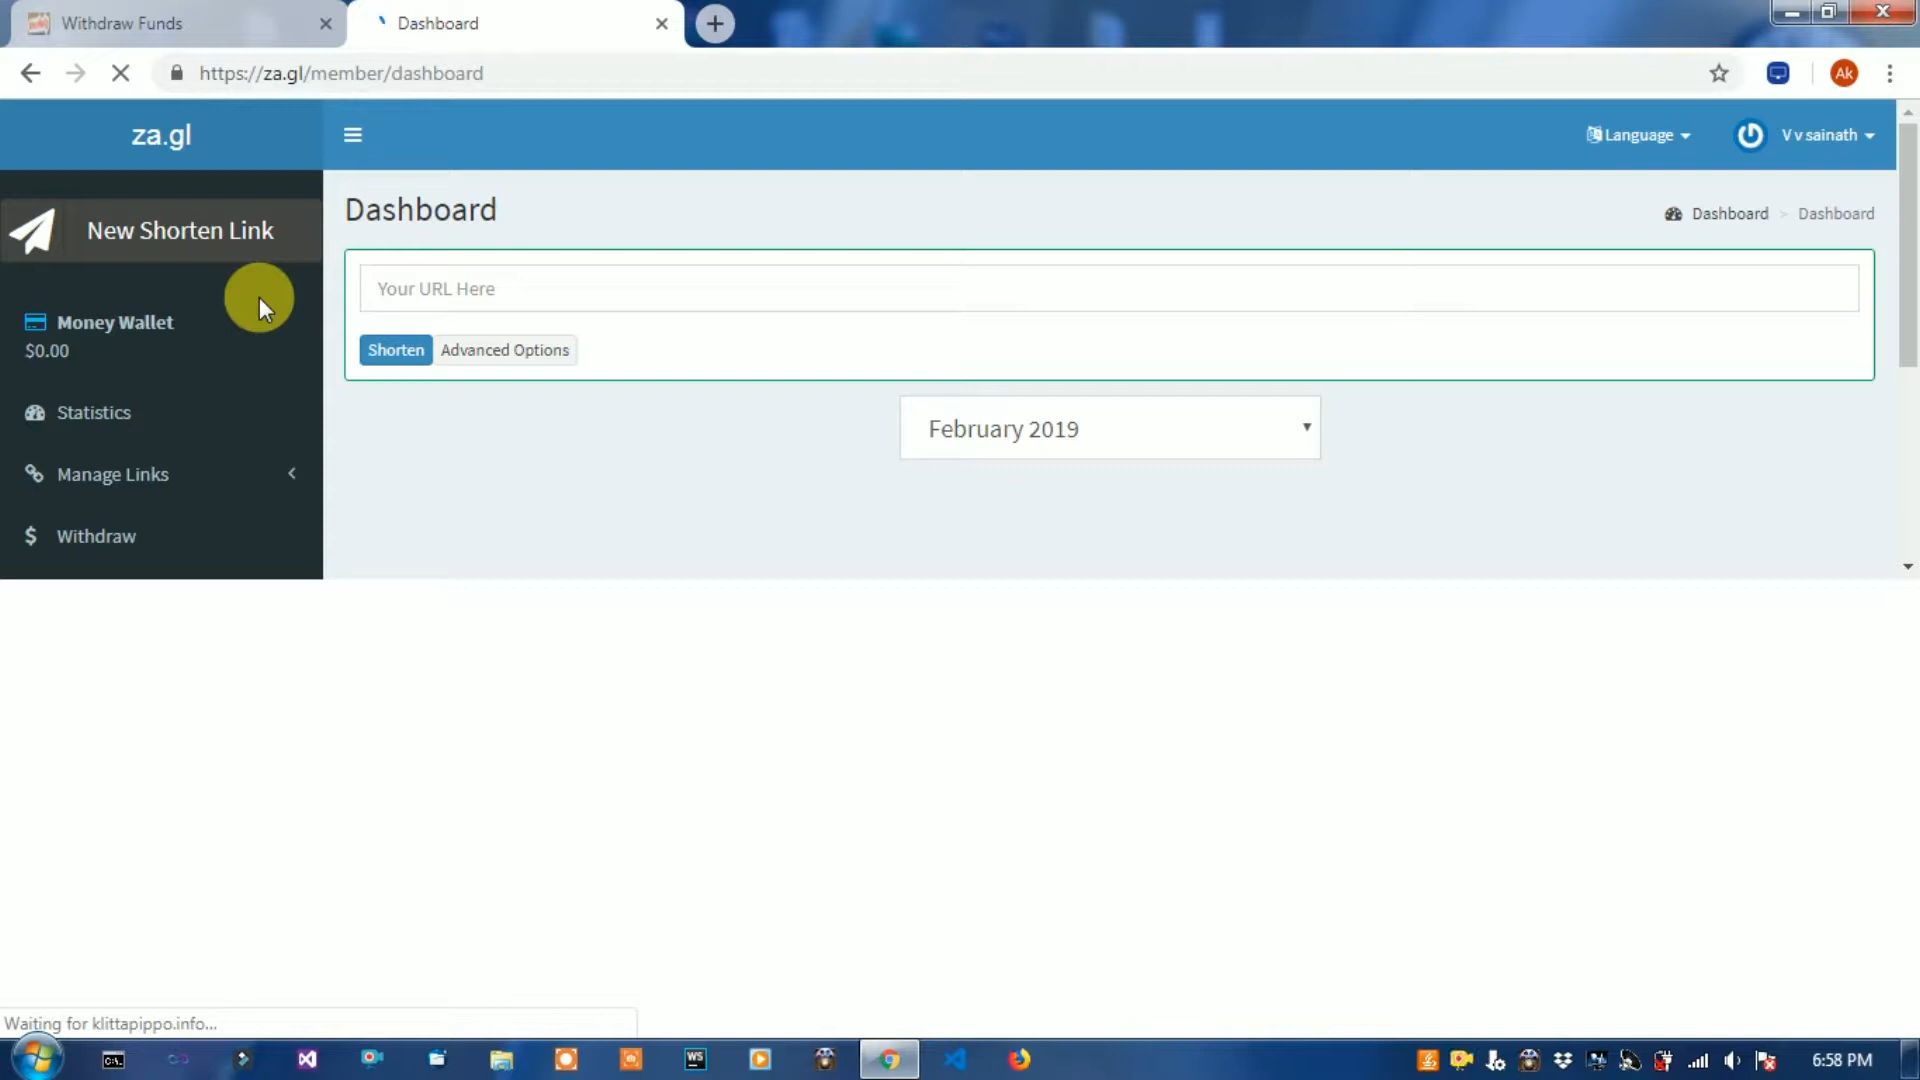 Withdraw Funds
Dashboard
https://za.gl/member/dashboard
Ak
za.gl
Language
V v sainath
New Shorten Link
Dashboard
Dashboard > Dashboard
Your URL Here
Money Wallet
$0.00
Shorten
Advanced Options
Statistics
February 2019
Manage Links
Withdraw
Waiting for klittapippo.info...
WS
6:58 PM